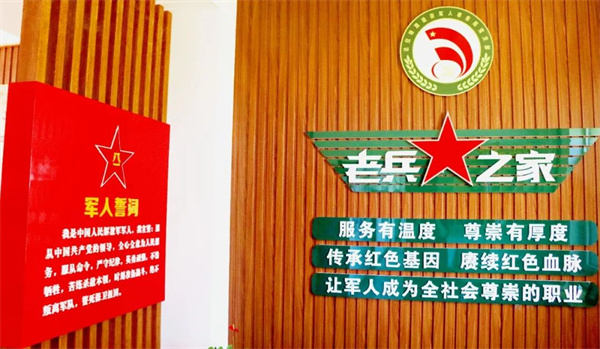 军人誓词
我是中国人民解放军军人,我宣誓:服
从中国共产党的领导,全心全意为人民服
务,服从命令,严守纪律,英勇顽强,不怕
牺牲,苦练杀敌本领,时刻准备战斗,绝不
叛离军队,誓死保卫祖国。
老兵之家
服务有温度 尊崇有厚度
传承红色基因 赓续红色血脉
让军人成为全社会尊崇的职业